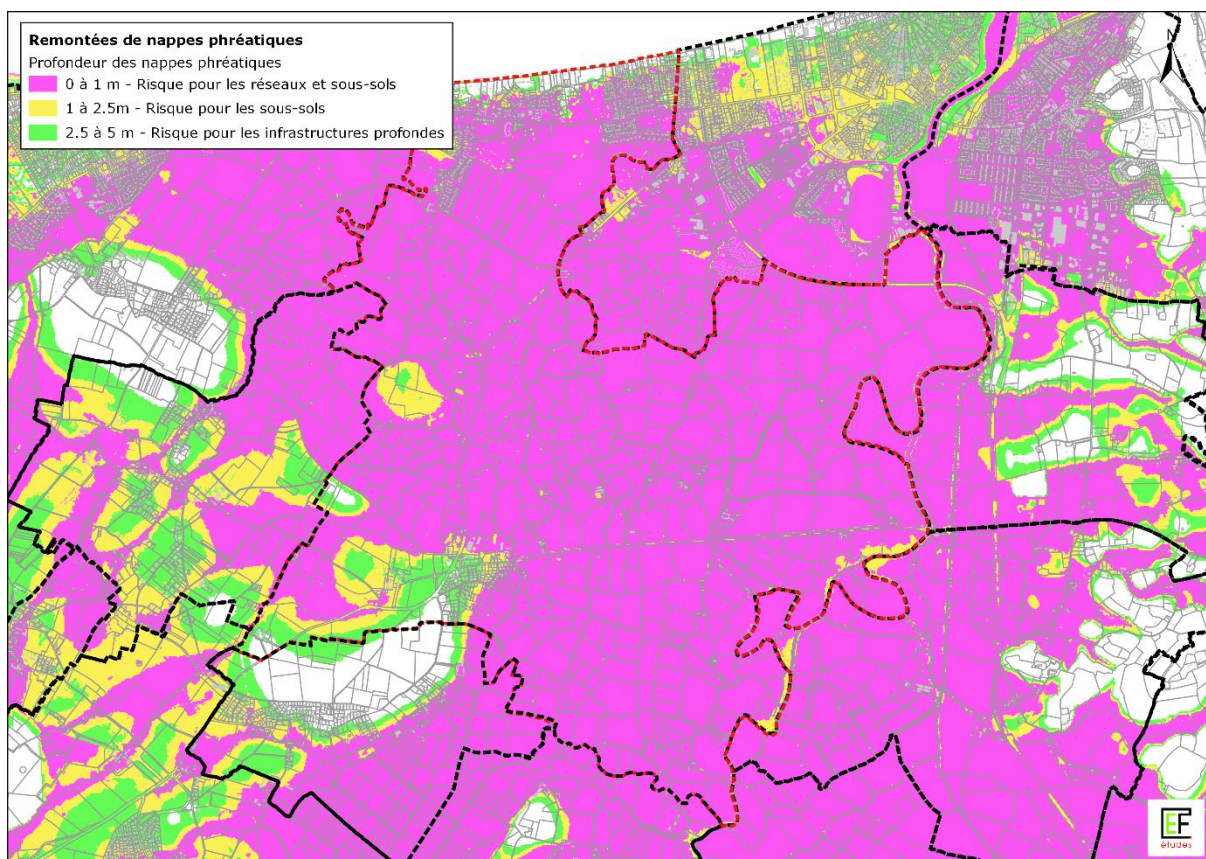 Remontées de nappes phréatiques
Profondeur des nappes phréatiques
0 à 1 m - Risque pour les réseaux et sous-sols
1 à 2.5m - Risque pour les sous-sols
2.5 à 5 m - Risque pour les infrastructures profondes
N
CEF
études